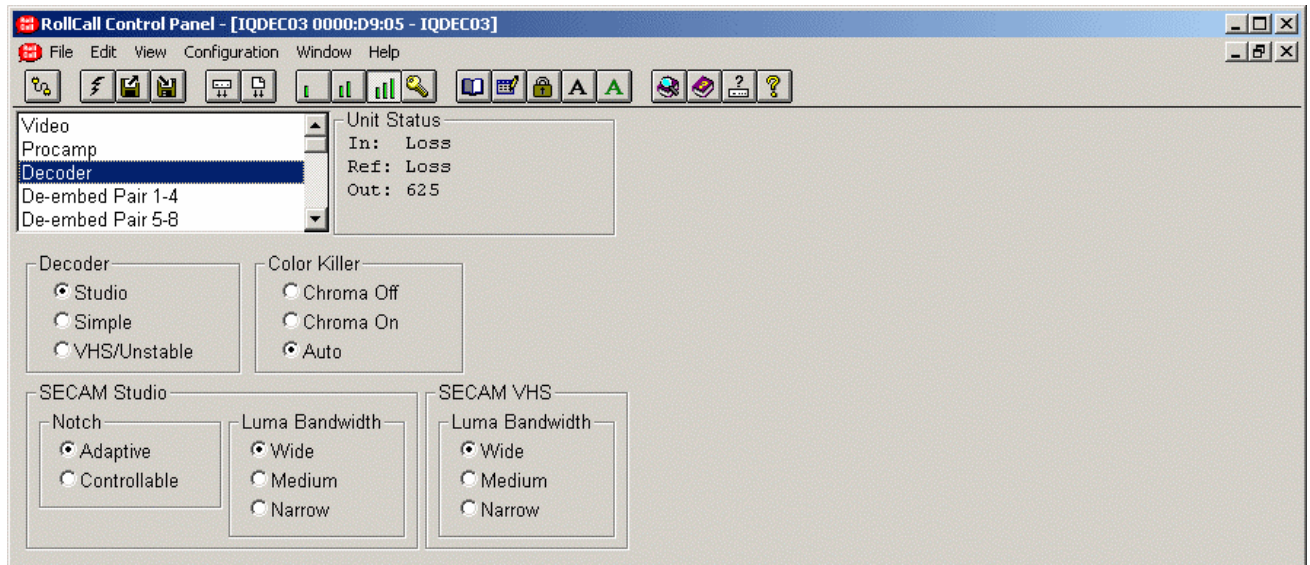 RollCall Control Panel - [IQDEC03 0000:D9:05 - IQDEC03]
File Edit View Configuration Window Help
A A
Video
Procamp
Decoder
De-embed Pair 1-4
De-embed Pair 5-8
Unit Status
In: Loss
Ref: Loss
Out: 625
Decoder
Studio
Simple
VHS/Unstable
Color Killer
Chroma Off
Chroma On
Auto
SECAM Studio
Notch
Adaptive
Controllable
Luma Bandwidth
Wide
Medium
Narrow
SECAM VHS
Luma Bandwidth
Wide
Medium
Narrow